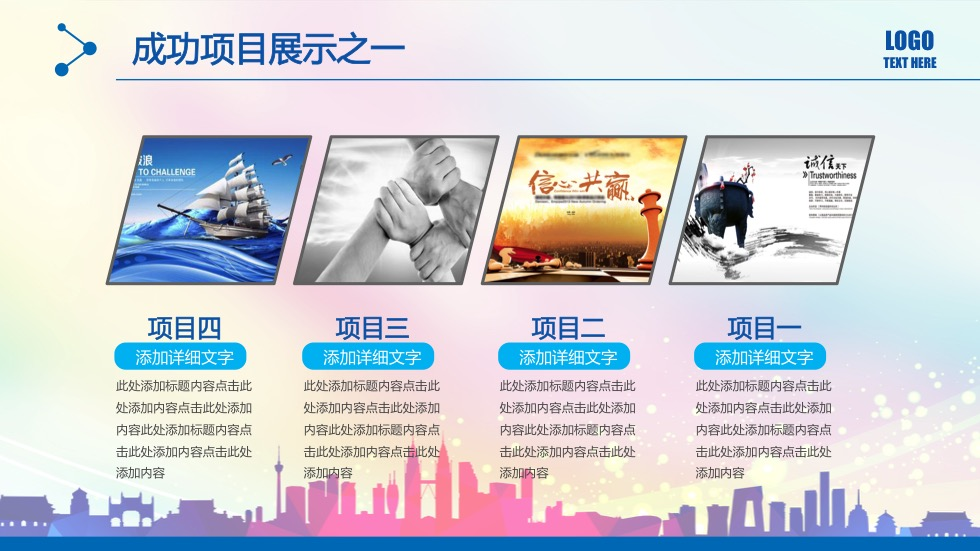 成功项目展示之一
LOGO
TEXT HERE
浪
TO CHALLENGE
信心共赢
诚信天下
Trustworthiness
项目四
添加详细文字
此处添加标题内容点击此
处添加内容点击此处添加
内容此处添加标题内容点
击此处添加内容点击此处
添加内容
项目三
添加详细文字
此处添加标题内容点击此
处添加内容点击此处添加
内容此处添加标题内容点
击此处添加内容点击此处
添加内容
项目二
添加详细文字
此处添加标题内容点击此
处添加内容点击此处添加
内容此处添加标题内容点
击此处添加内容点击此处
添加内容
项目一
添加详细文字
此处添加标题内容点击此
处添加内容点击此处添加
内容此处添加标题内容点
击此处添加内容点击此处
添加内容